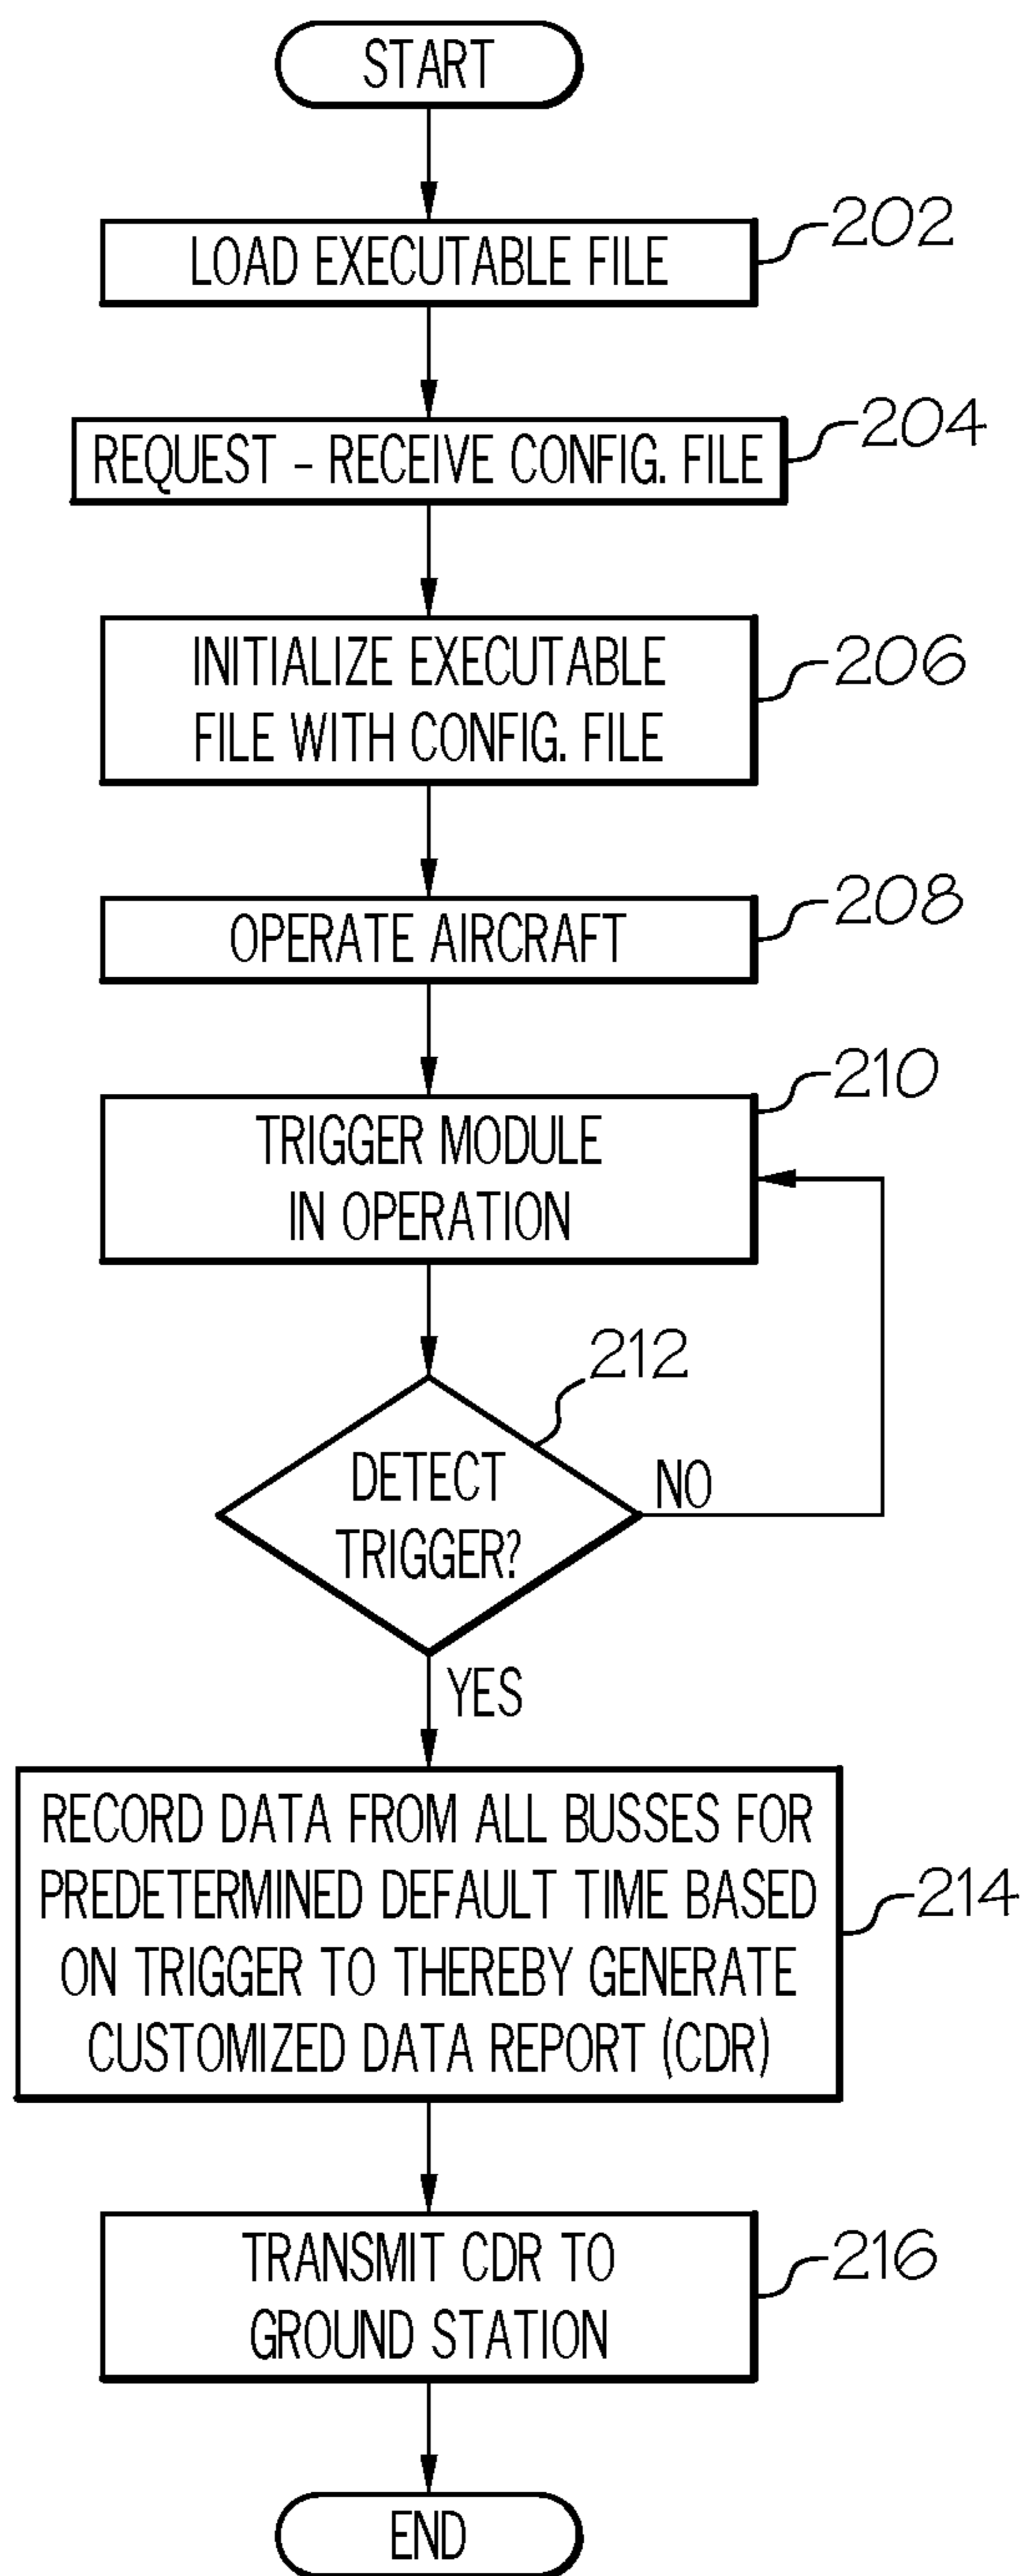 START
202
LOAD EXECUTABLE FILE
204
REQUEST - RECEIVE CONFIG. FILE
206
INITIALIZE EXECUTABLE
FILE WITH CONFIG. FILE
208
OPERATE AIRCRAFT
210
TRIGGER MODULE
IN OPERATION
212
DETECT
TRIGGER?
NO
YES
RECORD DATA FROM ALL BUSSES FOR
PREDETERMINED DEFAULT TIME BASED
ON TRIGGER TO THEREBY GENERATE
CUSTOMIZED DATA REPORT (CDR)
214
TRANSMIT CDR TO
GROUND STATION
216
END